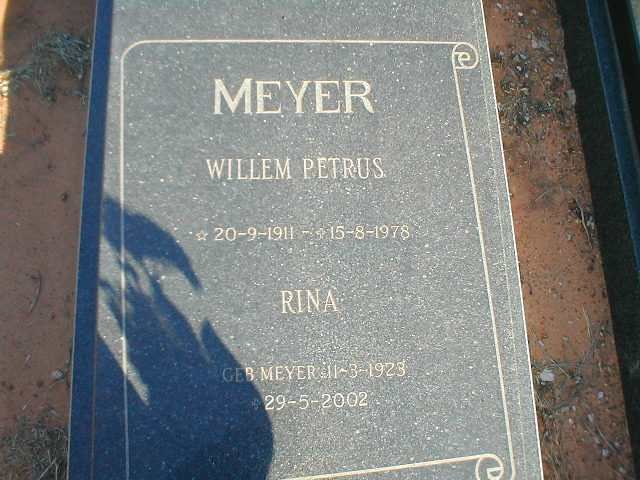 MEYER
WILLEM PETRUS
☆ 20-9-1911 - ✝ 15-8-1978
RINA
GEB. MEYER ☆ 11-3-1923
✝ 29-5-2002